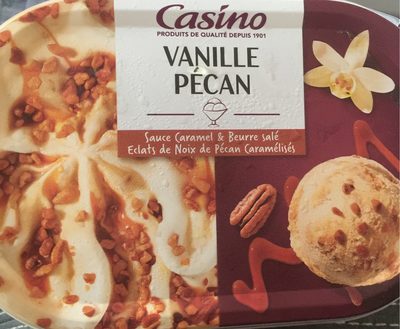 Casino
PRODUITS DE QUALITÉ DEPUIS 1901
VANILLE
PÉCAN
Sauce Caramel & Beurre salé
Eclats de Noix de Pécan Caramélisés